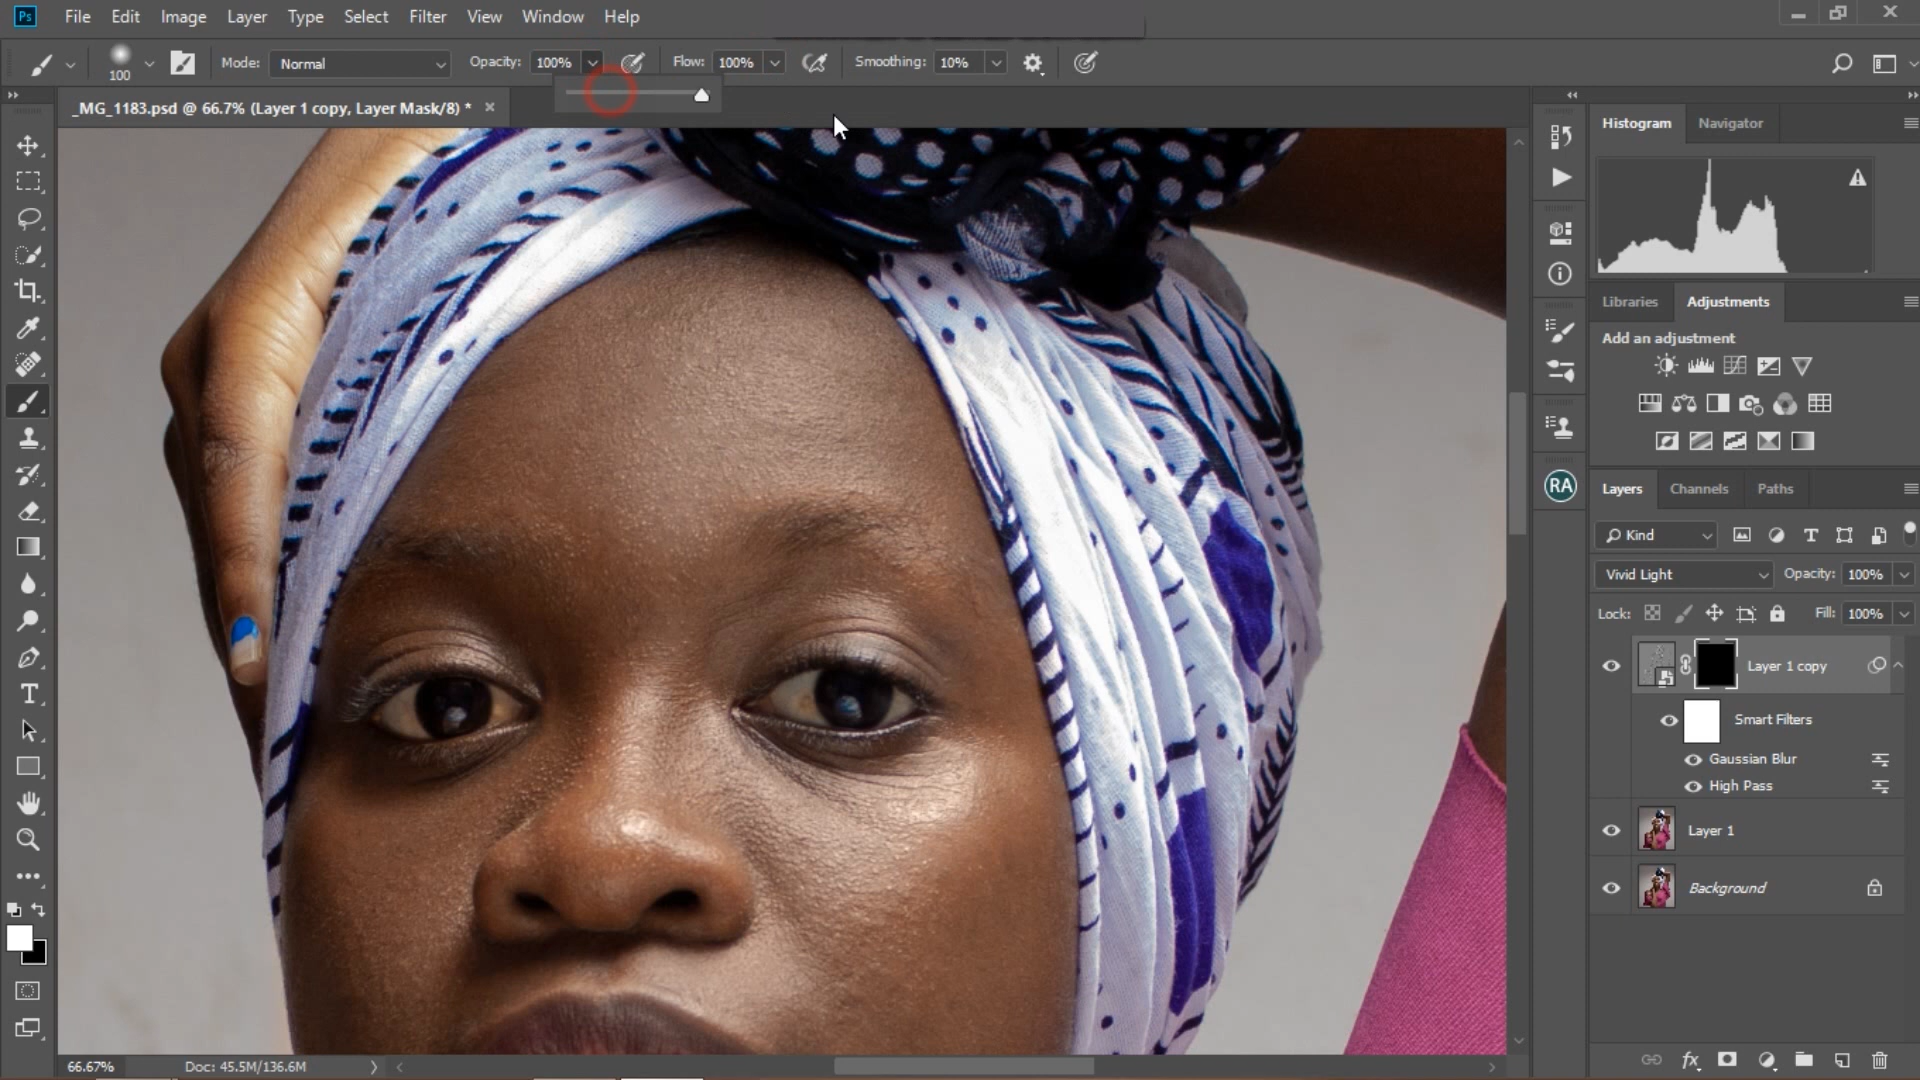 Ps File Edit Image Layer Type Select Filter View Window Help
100 Mode: Normal Opacity: 100% Flow: 100% Smoothing: 10%
_MG_1183.psd @ 66.7% (Layer 1 copy, Layer Mask/8) *
Histogram Navigator
Libraries Adjustments
Add an adjustment
RA
Layers Channels Paths
Kind
Vivid Light Opacity: 100%
Lock: Fill: 100%
Layer 1 copy
Smart Filters
Gaussian Blur
High Pass
Layer 1
Background
66.67% Doc: 45.5M/136.6M